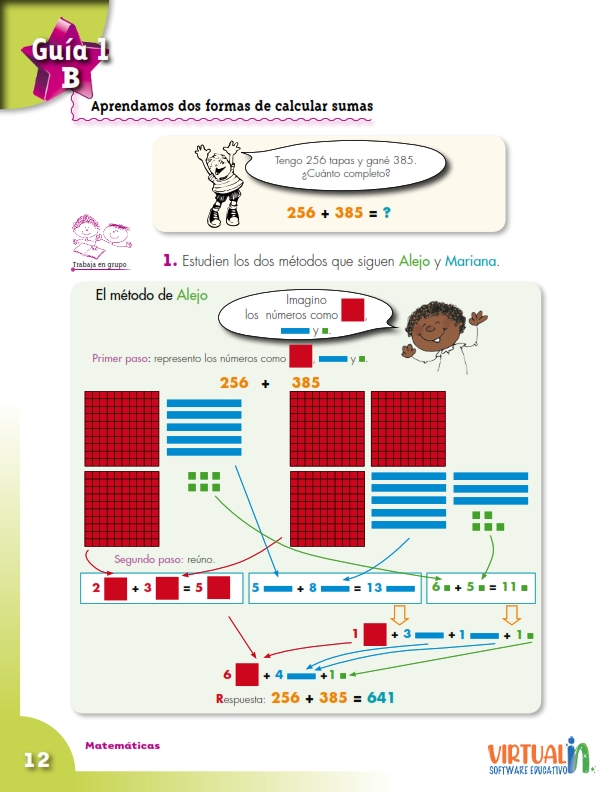 Guía 1
B
Aprendamos dos formas de calcular sumas
Tengo 256 tapas y gané 385.
¿Cuánto completo?
256 + 385 = ?
Trabaja en grupo
1. Estudien los dos métodos que siguen Alejo y Mariana.
El método de Alejo
Imagino
los números como ,
y .
Primer paso: represento los números como , y .
256 + 385
Segundo paso: reúno.
2 + 3 = 5
5 + 8 = 13
6 + 5 = 11
1 + 3 + 1 + 1
6 + 4 +1
Respuesta: 256 + 385 = 641
Matemáticas
12
VIRTUAL in
SOFTWARE EDUCATIVO